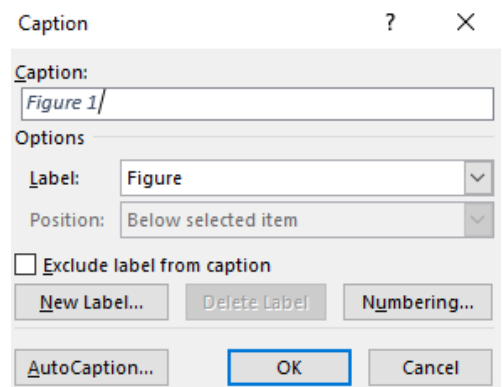 Caption ?
Caption:
Figure 1
Options
Label: Figure
Position: Below selected item
Exclude label from caption
New Label... Delete Label Numbering...
AutoCaption... OK Cancel